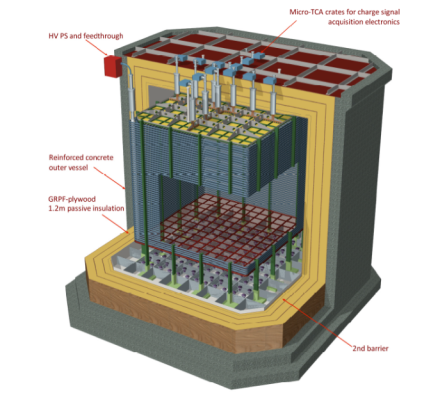 Micro-TCA crates for charge signal
acquisition electronics
HV PS and feedthrough
Reinforced concrete
outer vessel
GRPF-plywood
1.2m passive insulation
2nd barrier